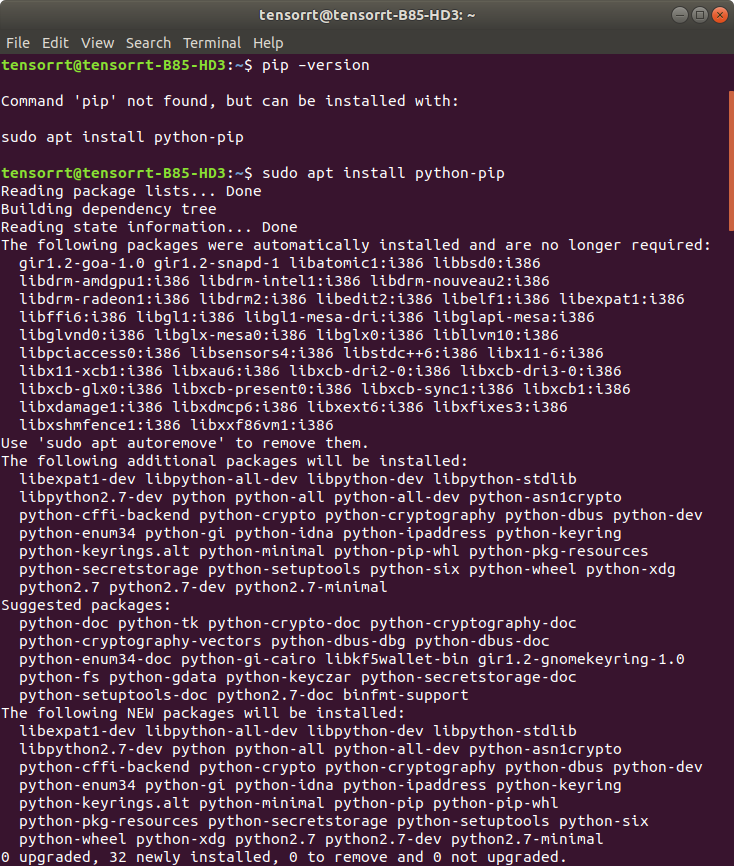 tensorrt@tensorrt-B85-HD3: ~
File Edit View Search Terminal Help
tensorrt@tensorrt-B85-HD3:~$ pip –version
Command 'pip' not found, but can be installed with:
sudo apt install python-pip
tensorrt@tensorrt-B85-HD3:~$ sudo apt install python-pip
Reading package lists... Done
Building dependency tree
Reading state information... Done
The following packages were automatically installed and are no longer required:
gir1.2-goa-1.0 gir1.2-snapd-1 libatomic1:i386 libbsd0:i386
libdrm-amdgpu1:i386 libdrm-intel1:i386 libdrm-nouveau2:i386
libdrm-radeon1:i386 libdrm2:i386 libedit2:i386 libelf1:i386 libexpat1:i386
libffi6:i386 libgl1:i386 libgl1-mesa-dri:i386 libglapi-mesa:i386
libglvnd0:i386 libglx-mesa0:i386 libglx0:i386 libllvm10:i386
libpciaccess0:i386 libsensors4:i386 libstdc++6:i386 libx11-6:i386
libx11-xcb1:i386 libxau6:i386 libxcb-dri2-0:i386 libxcb-dri3-0:i386
libxcb-glx0:i386 libxcb-present0:i386 libxcb-sync1:i386 libxcb1:i386
libxdamage1:i386 libxdmcp6:i386 libxext6:i386 libxfixes3:i386
libxshmfence1:i386 libxxf86vm1:i386
Use 'sudo apt autoremove' to remove them.
The following additional packages will be installed:
libexpat1-dev libpython-all-dev libpython-dev libpython-stdlib
libpython2.7-dev python python-all python-all-dev python-asn1crypto
python-cffi-backend python-crypto python-cryptography python-dbus python-dev
python-enum34 python-gi python-idna python-ipaddress python-keyring
python-keyrings.alt python-minimal python-pip-whl python-pkg-resources
python-secretstorage python-setuptools python-six python-wheel python-xdg
python2.7 python2.7-dev python2.7-minimal
Suggested packages:
python-doc python-tk python-crypto-doc python-cryptography-doc
python-cryptography-vectors python-dbus-dbg python-dbus-doc
python-enum34-doc python-gi-cairo libkf5wallet-bin gir1.2-gnomekeyring-1.0
python-fs python-gdata python-keyczar python-secretstorage-doc
python-setuptools-doc python2.7-doc binfmt-support
The following NEW packages will be installed:
libexpat1-dev libpython-all-dev libpython-dev libpython-stdlib
libpython2.7-dev python python-all python-all-dev python-asn1crypto
python-cffi-backend python-crypto python-cryptography python-dbus python-dev
python-enum34 python-gi python-idna python-ipaddress python-keyring
python-keyrings.alt python-minimal python-pip python-pip-whl
python-pkg-resources python-secretstorage python-setuptools python-six
python-wheel python-xdg python2.7 python2.7-dev python2.7-minimal
0 upgraded, 32 newly installed, 0 to remove and 0 not upgraded.